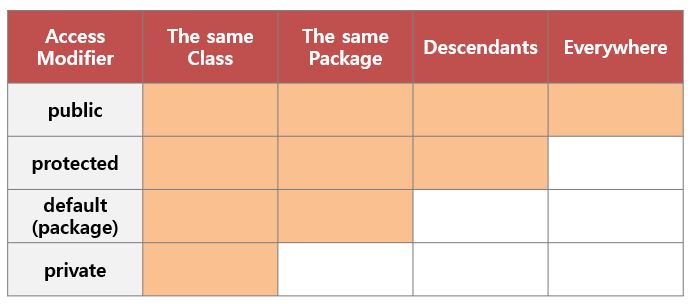 Access Modifier
The same Class
The same Package
Descendants
Everywhere
public
protected
default
(package)
private